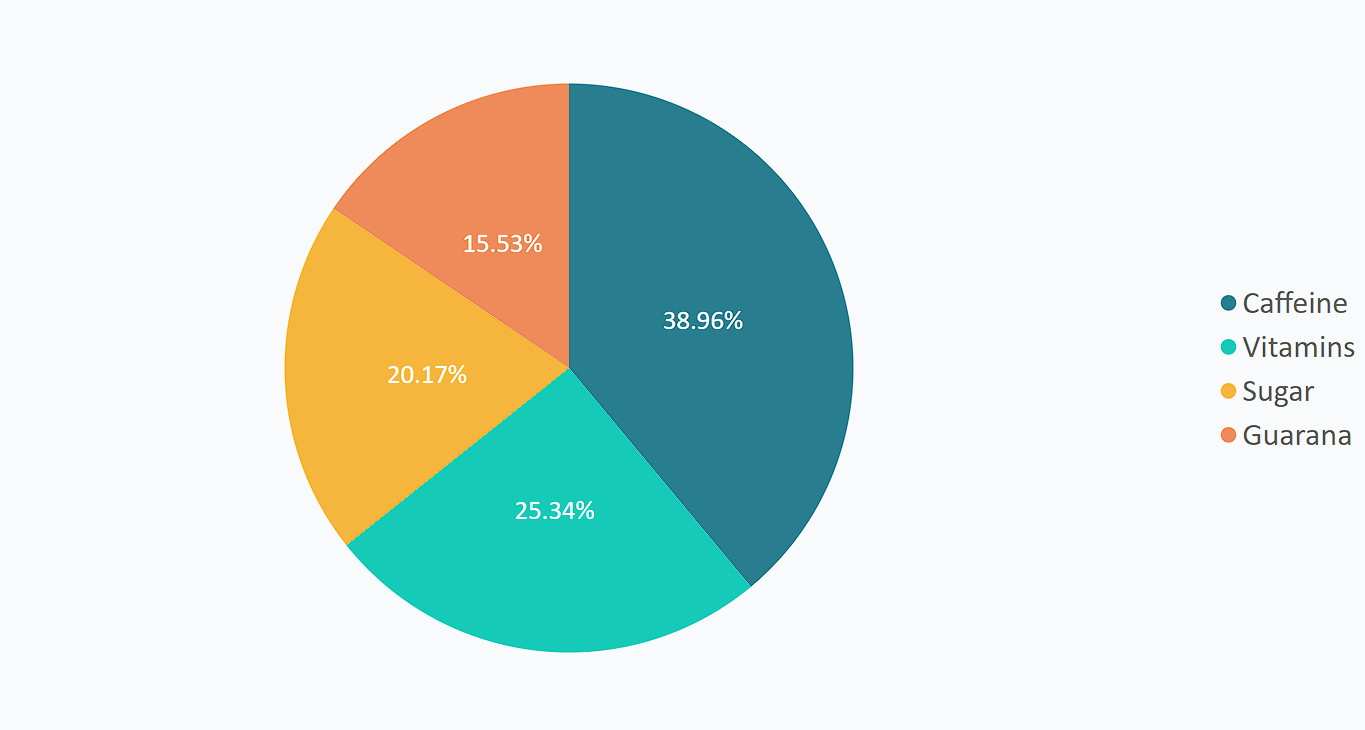 15.53%
38.96%
20.17%
25.34%
Caffeine
Vitamins
Sugar
Guarana